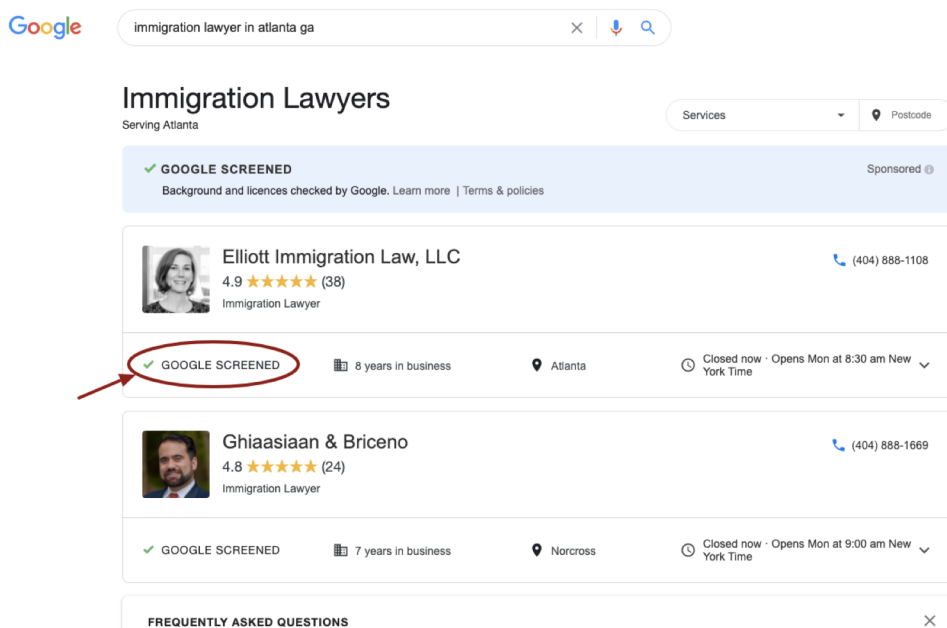 Google
immigration lawyer in atlanta ga
Immigration Lawyers
Serving Atlanta
Services
Postcode
GOOGLE SCREENED
Sponsored
Background and licences checked by Google. Learn more | Terms & policies
Elliott Immigration Law, LLC
(404) 888-1108
4.9 (38)
Immigration Lawyer
GOOGLE SCREENED
8 years in business
Atlanta
Closed now · Opens Mon at 8:30 am New
York Time
Ghiaasiaan & Briceno
(404) 888-1669
4.8 (24)
Immigration Lawyer
GOOGLE SCREENED
7 years in business
Norcross
Closed now · Opens Mon at 9:00 am New
York Time
FREQUENTLY ASKED QUESTIONS